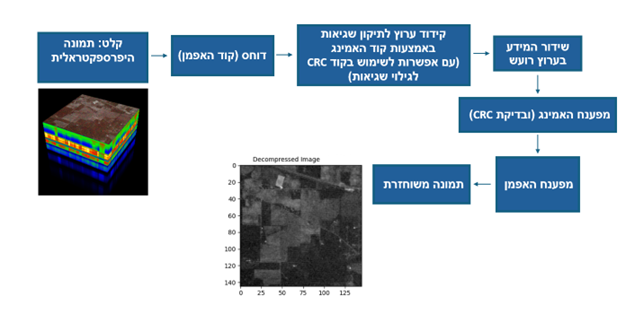 קלט: תמונה
היפרספקטראלית
דוחס (קוד האפמן)
קידוד ערוץ לתיקון שגיאות
באמצעות קוד האמינג
(עם אפשרות לשימוש בקוד CRC
לגילוי שגיאות)
שידור המידע
בערוץ רועש
מפענח האמינג (ובדיקת CRC)
מפענח האפמן
תמונה משוחזרת
Decompressed Image
0
20
40
60
80
100
120
140
0 25 50 75 100 125